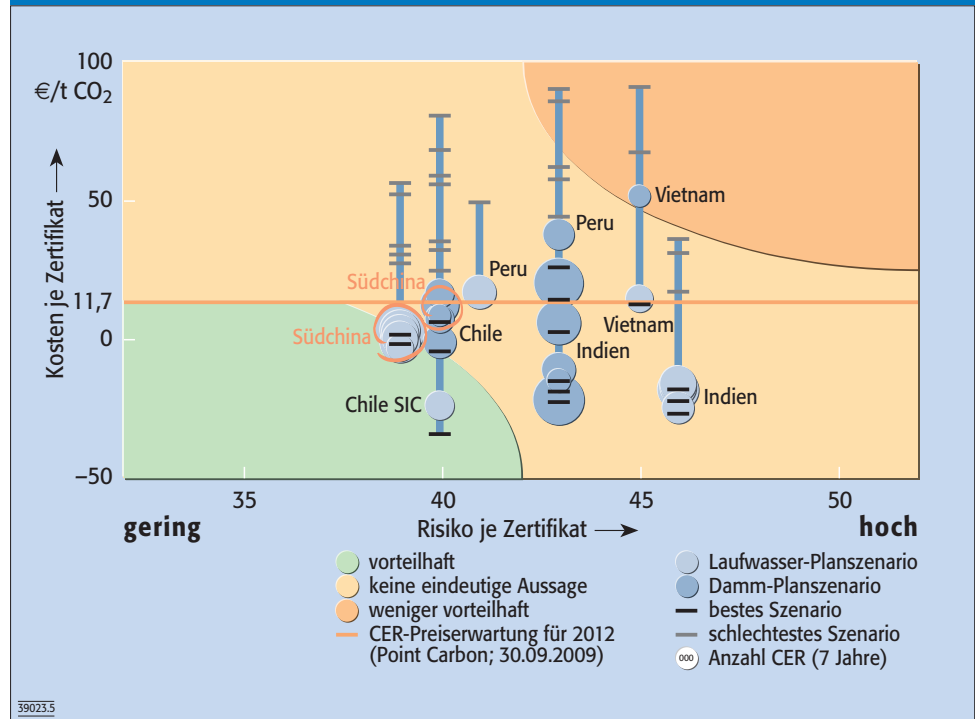 100
€/t CO₂
50
11,7
0
–50
Kosten je Zertifikat
Südchina
Südchina
Peru
Chile
Chile SIC
Peru
Indien
Vietnam
Vietnam
Indien
35
40
45
50
gering
Risiko je Zertifikat
hoch
vorteilhaft
keine eindeutige Aussage
weniger vorteilhaft
CER-Preiserwartung für 2012
(Point Carbon; 30.09.2009)
Laufwasser-Planszenario
Damm-Planszenario
bestes Szenario
schlechtestes Szenario
000 Anzahl CER (7 Jahre)
39023.5